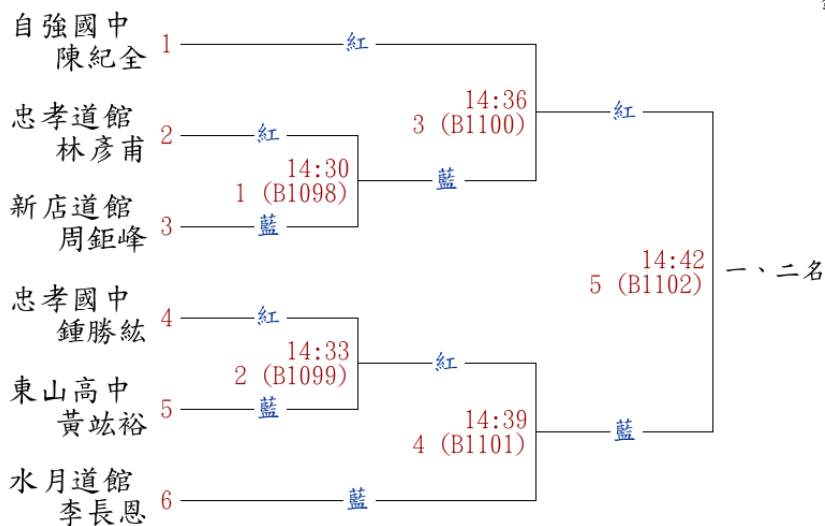 自強國中
陳紀全
1
紅
14:36
3 (B1100)
紅
忠孝道館
林彥甫
2
紅
14:30
1 (B1098)
藍
新店道館
周鉅峰
3
藍
14:42
5 (B1102)
一、二名
忠孝國中
鍾勝紘
4
紅
14:33
2 (B1099)
紅
東山高中
黃竑裕
5
藍
14:39
4 (B1101)
藍
水月道館
李長恩
6
藍